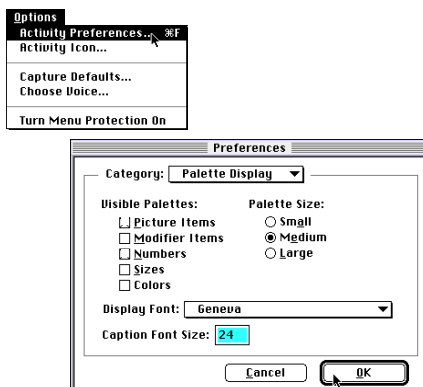 Options
Activity Preferences... ⌘F
Activity Icon...
Capture Defaults...
Choose Voice...
Turn Menu Protection On
Preferences
Category: Palette Display
Visible Palettes: Palette Size:
Picture Items Small
Modifier Items Medium
Numbers Large
Sizes
Colors
Display Font: Geneva
Caption Font Size: 24
Cancel OK